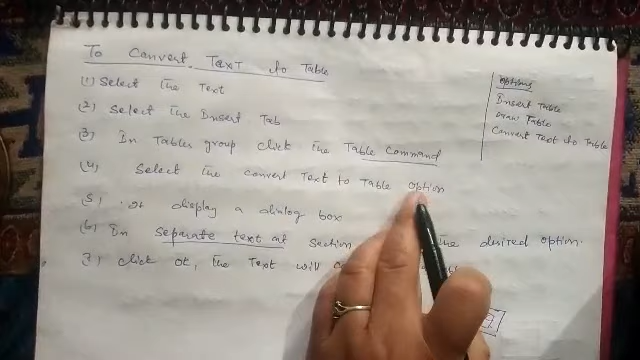 To Convert Text to Table
(1) Select the Text
(2) Select the Insert Tab
(3) In Tables group click the Table Command
(4) Select the convert Text to Table option
(5) It display a dialog box
(6) In Separate text at Section the desired option.
(7) click ok, the Text will
options
Insert Table
Draw Table
Convert Text to Table